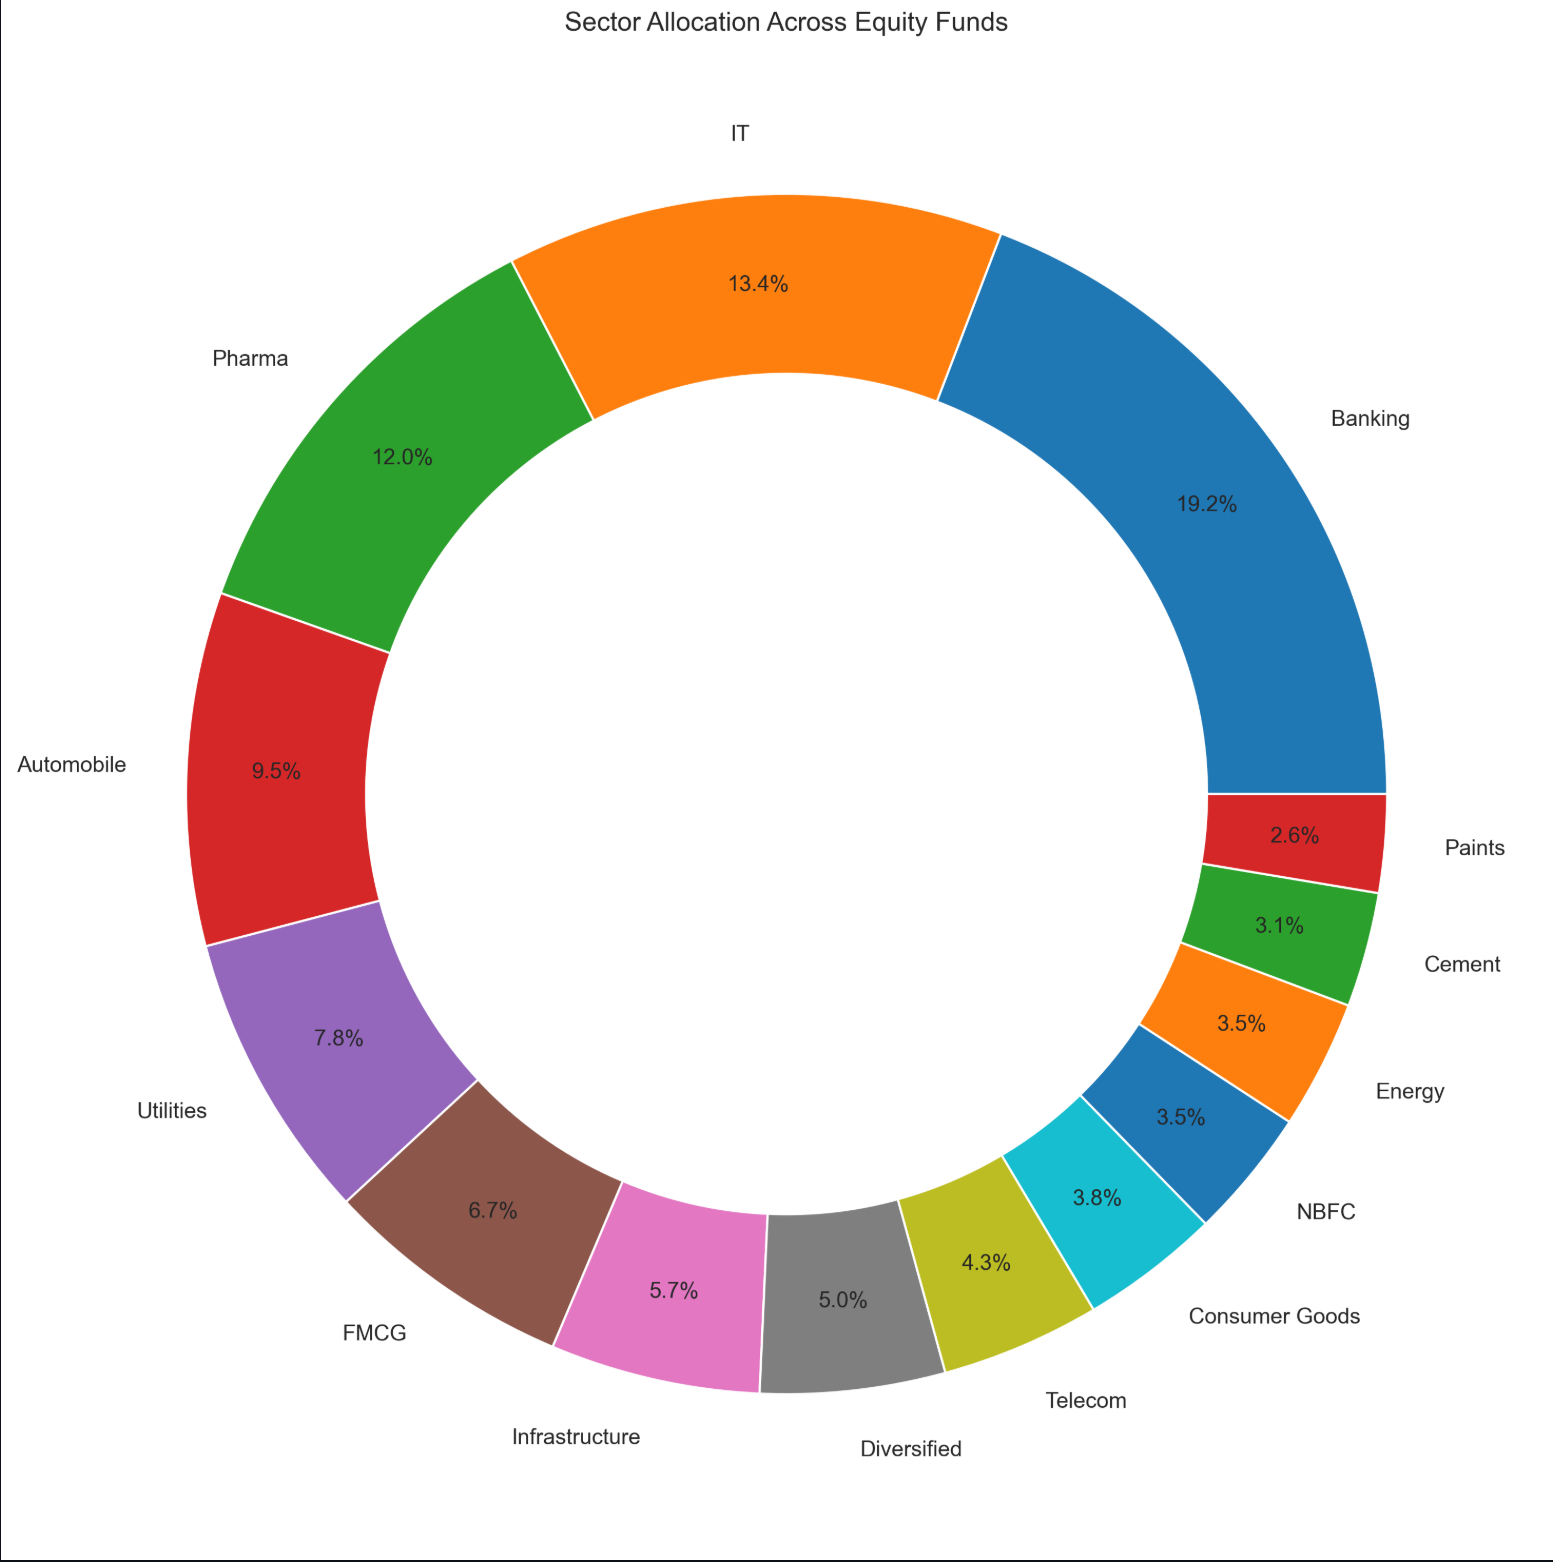 Sector Allocation Across Equity Funds
IT
13.4%
Pharma
12.0%
Banking
19.2%
Automobile
9.5%
Paints
2.6%
Cement
3.1%
Energy
3.5%
Utilities
7.8%
NBFC
3.5%
Consumer Goods
3.8%
FMCG
6.7%
Telecom
4.3%
Infrastructure
5.7%
Diversified
5.0%